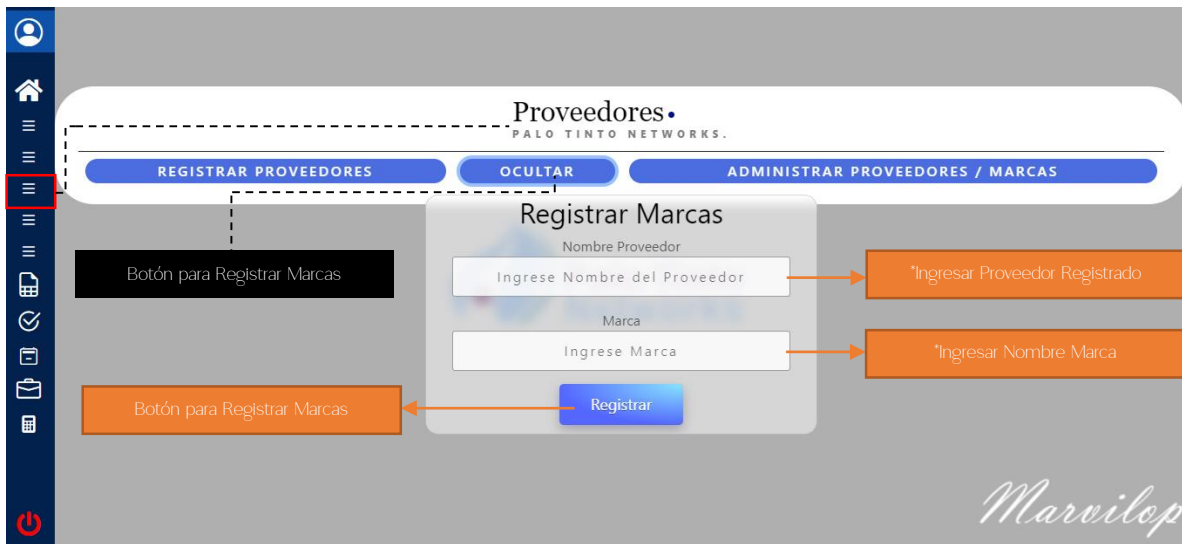 Proveedores.
PALO TINTO NETWORKS.
REGISTRAR PROVEEDORES
OCULTAR
ADMINISTRAR PROVEEDORES / MARCAS
Registrar Marcas
Nombre Proveedor
Botón para Registrar Marcas
Ingrese Nombre del Proveedor
*Ingresar Proveedor Registrado
Marca
Ingrese Marca
*Ingresar Nombre Marca
Botón para Registrar Marcas
Registrar
Marvilop